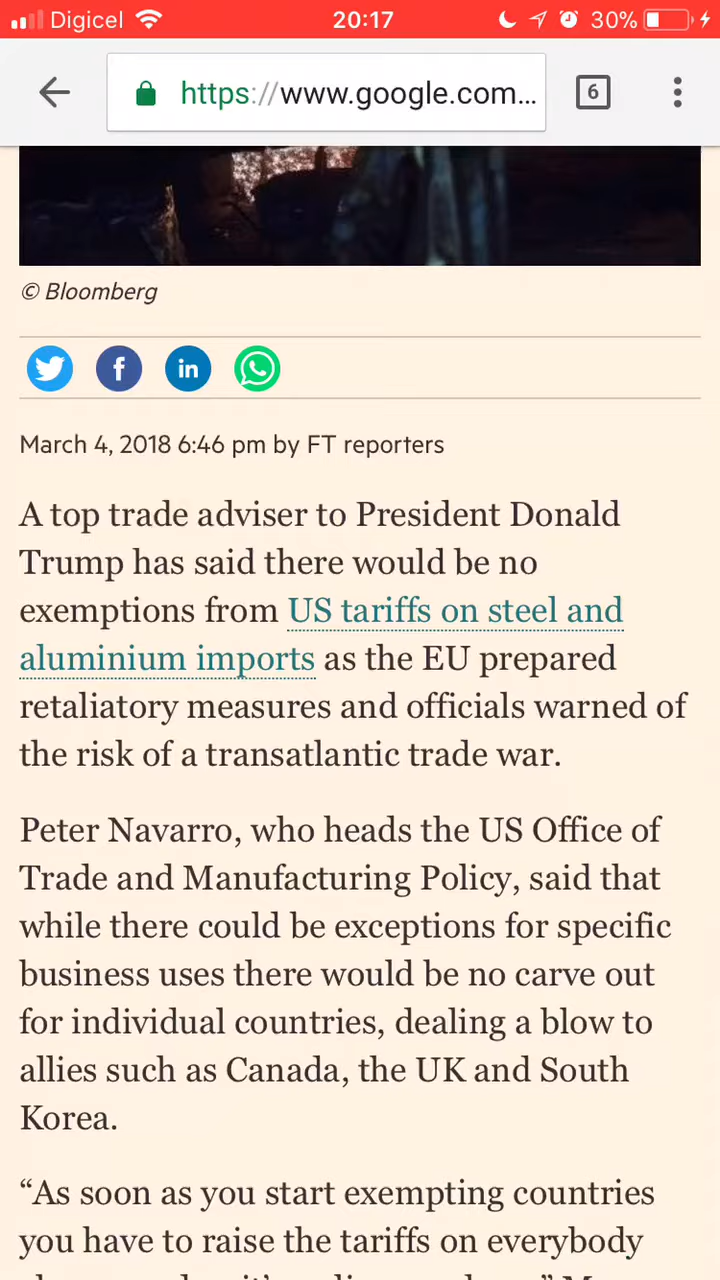 Digicel 20:17 30%
https://www.google.com... 6
© Bloomberg
March 4, 2018 6:46 pm by FT reporters
A top trade adviser to President Donald
Trump has said there would be no
exemptions from US tariffs on steel and
aluminium imports as the EU prepared
retaliatory measures and officials warned of
the risk of a transatlantic trade war.
Peter Navarro, who heads the US Office of
Trade and Manufacturing Policy, said that
while there could be exceptions for specific
business uses there would be no carve out
for individual countries, dealing a blow to
allies such as Canada, the UK and South
Korea.
“As soon as you start exempting countries
you have to raise the tariffs on everybody